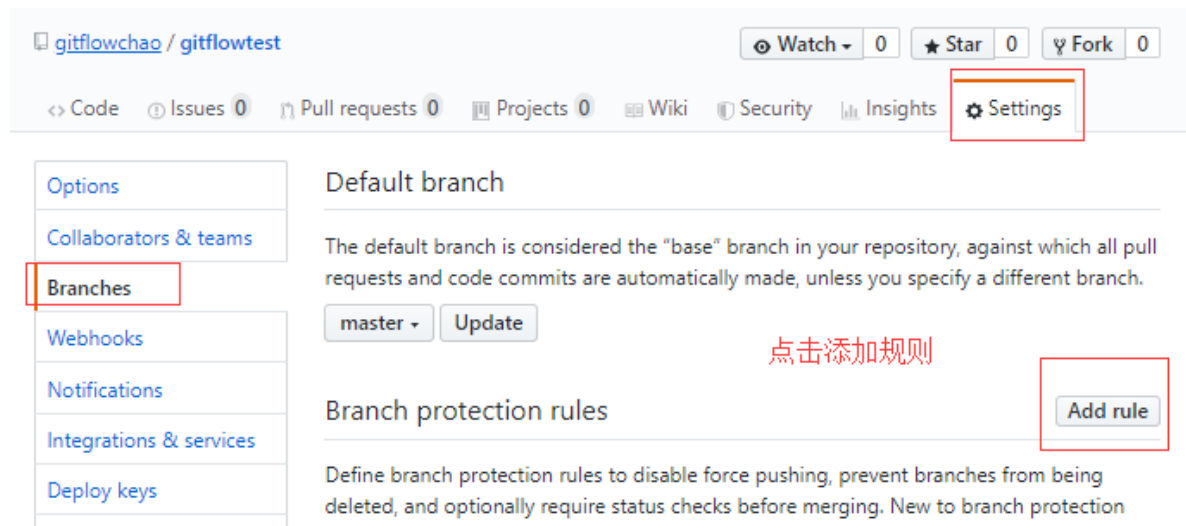 gitflowchao / gitflowtest
Watch 0 Star 0 Fork 0
Code Issues 0 Pull requests 0 Projects 0 Wiki Security Insights Settings
Options
Collaborators & teams
Branches
Webhooks
Notifications
Integrations & services
Deploy keys
Default branch
The default branch is considered the “base” branch in your repository, against which all pull
requests and code commits are automatically made, unless you specify a different branch.
master Update
点击添加规则
Branch protection rules Add rule
Define branch protection rules to disable force pushing, prevent branches from being
deleted, and optionally require status checks before merging. New to branch protection